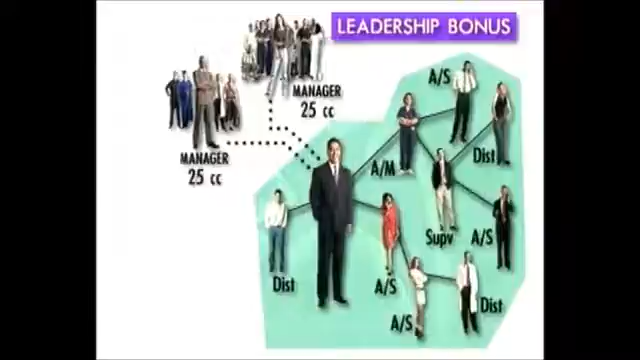 LEADERSHIP BONUS
MANAGER
25 cc
MANAGER
25 cc
A/S
Dist
A/M
Supv
A/S
Dist
A/S
A/S
Dist